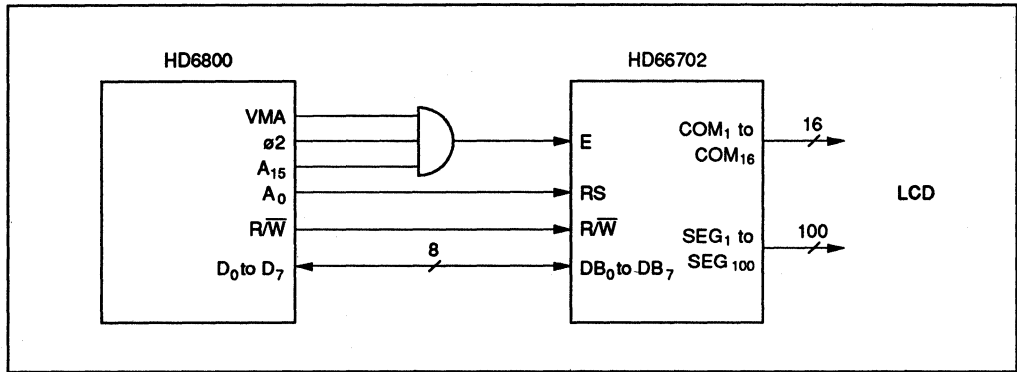 HD6800
HD66702
VMA
ø2
A15
A0
R/W̅
D0 to D7
8
E
RS
R/W̅
DB0 to DB7
COM1 to
COM16
SEG1 to
SEG100
16
100
LCD